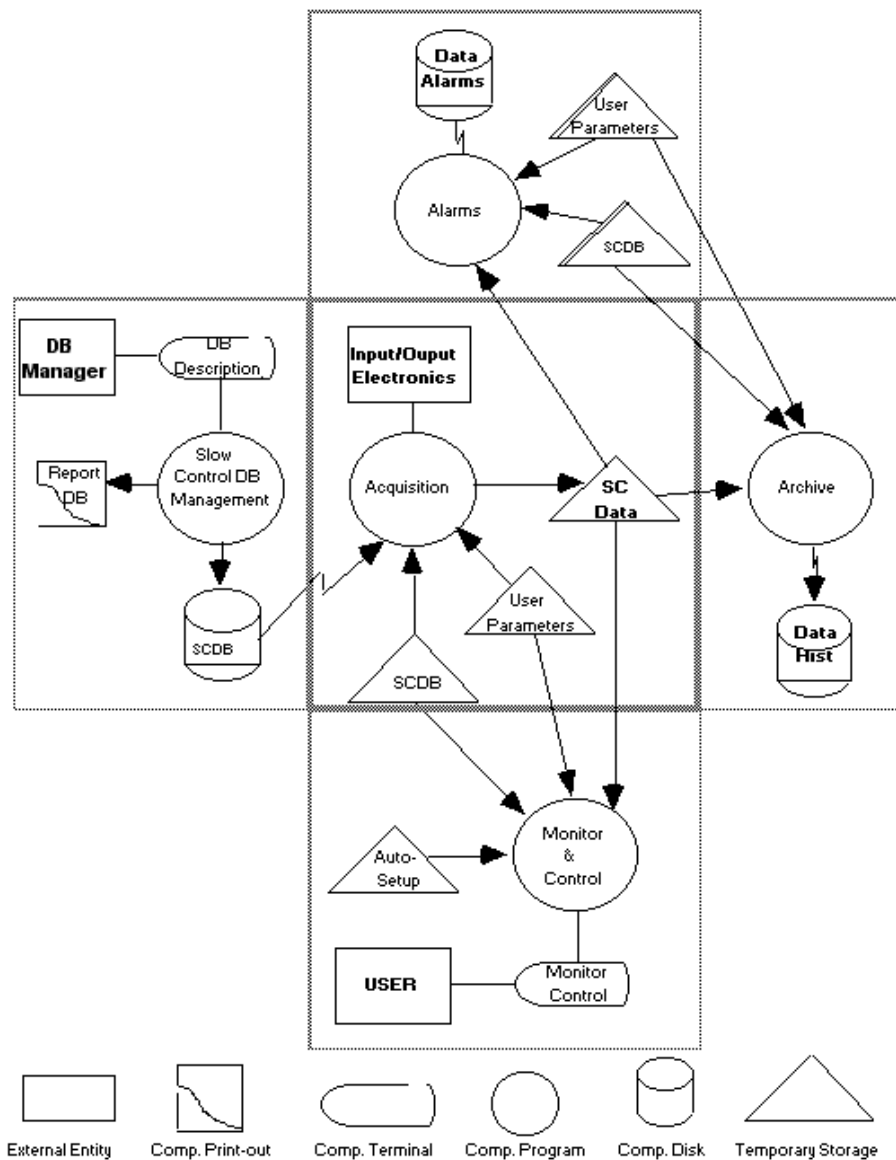 Data
Alarms
User
Parameters
Alarms
SCDB
DB
Manager
DB
Description
Input/Ouput
Electronics
Report
DB
Slow
Control DB
Management
Acquisition
SC
Data
Archive
SCDB
User
Parameters
SCDB
Data
Hist
Auto-
Setup
Monitor
&
Control
USER
Monitor
Control
External Entity
Comp. Print-out
Comp. Terminal
Comp. Program
Comp. Disk
Temporary Storage